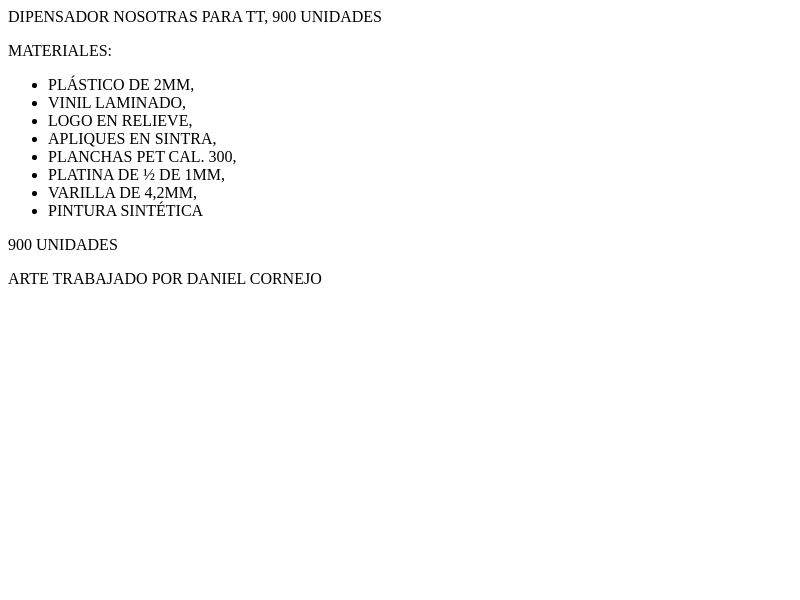 DIPENSADOR NOSOTRAS PARA TT, 900 UNIDADES
MATERIALES:
PLÁSTICO DE 2MM,
VINIL LAMINADO,
LOGO EN RELIEVE,
APLIQUES EN SINTRA,
PLANCHAS PET CAL. 300,
PLATINA DE ½ DE 1MM,
VARILLA DE 4,2MM,
PINTURA SINTÉTICA
900 UNIDADES
ARTE TRABAJADO POR DANIEL CORNEJO